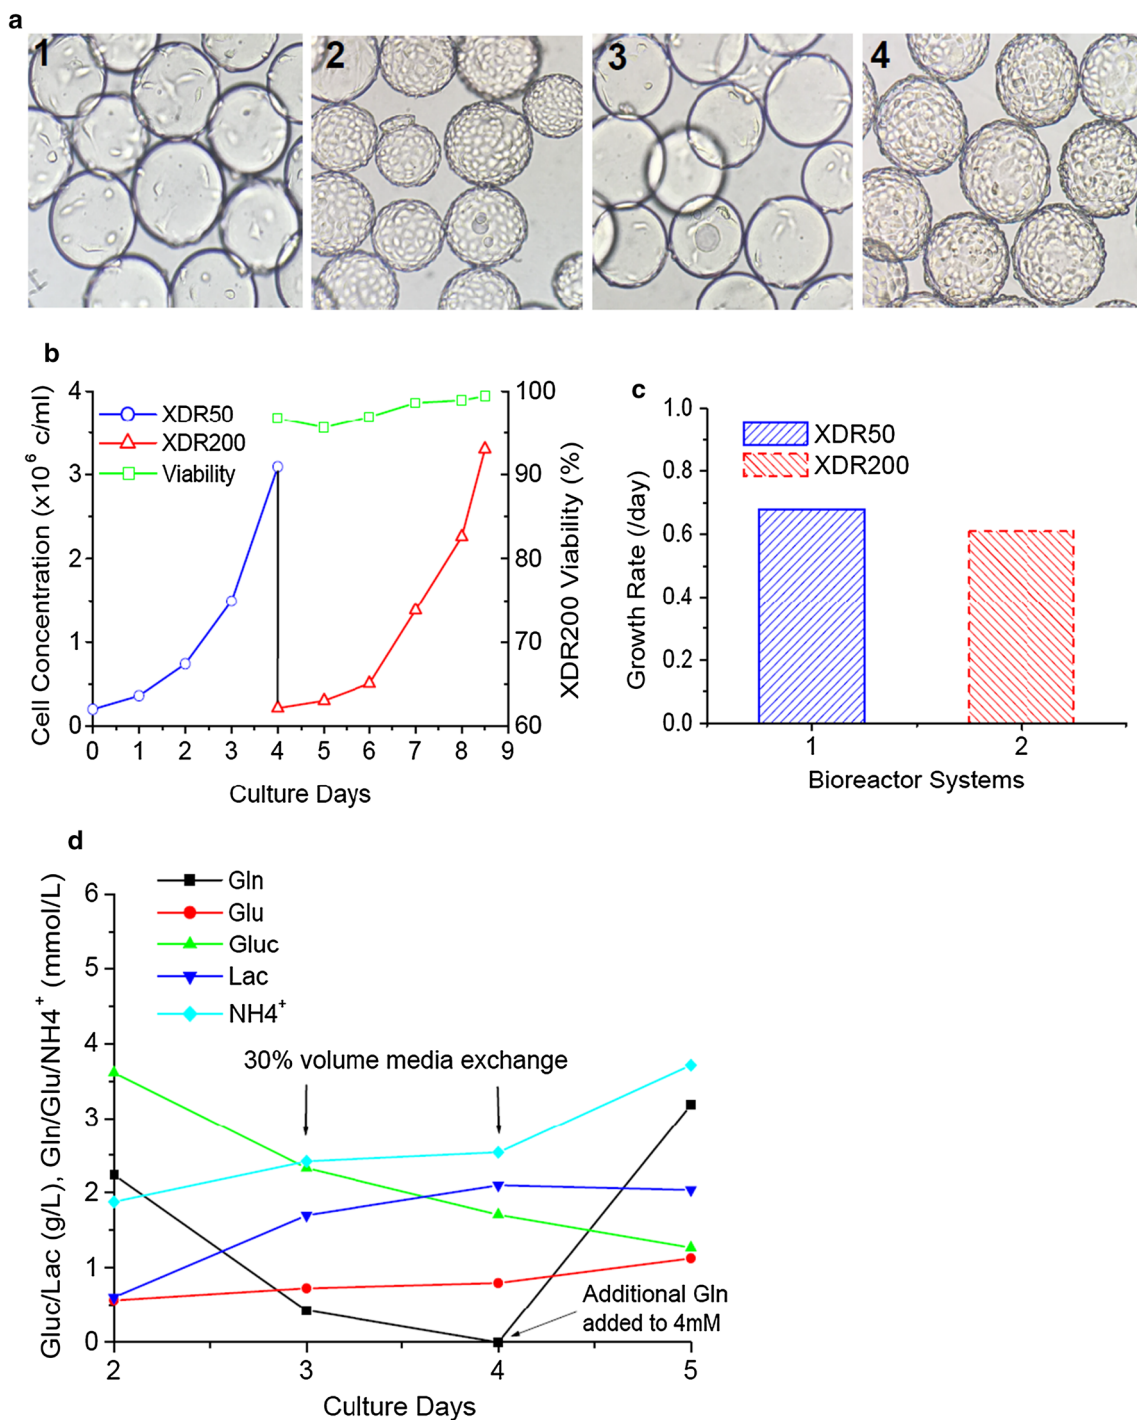 a
1 2 3 4
b
Cell Concentration (x10⁶ c/ml)
4
3
2
1
0
XDR50
XDR200
Viability
100
90
80
70
60
XDR200 Viability (%)
0 1 2 3 4 5 6 7 8 9
Culture Days
c
Growth Rate (/day)
1.0
0.8
0.6
0.4
0.2
0.0
XDR50
XDR200
1 2
Bioreactor Systems
d
Gluc/Lac (g/L), Gln/Glu/NH4⁺ (mmol/L)
6
5
4
3
2
1
0
Gln
Glu
Gluc
Lac
NH4⁺
30% volume media exchange
Additional Gln
added to 4mM
2 3 4 5
Culture Days